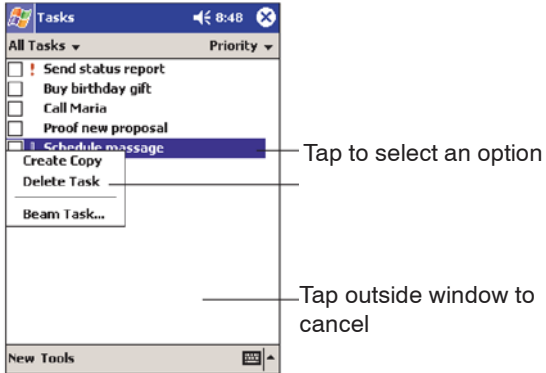 Tasks 8:48
All Tasks Priority
! Send status report
Buy birthday gift
Call Maria
Proof new proposal
Schedule massage
Create Copy
Delete Task
Beam Task...
Tap to select an option
Tap outside window to
cancel
New Tools